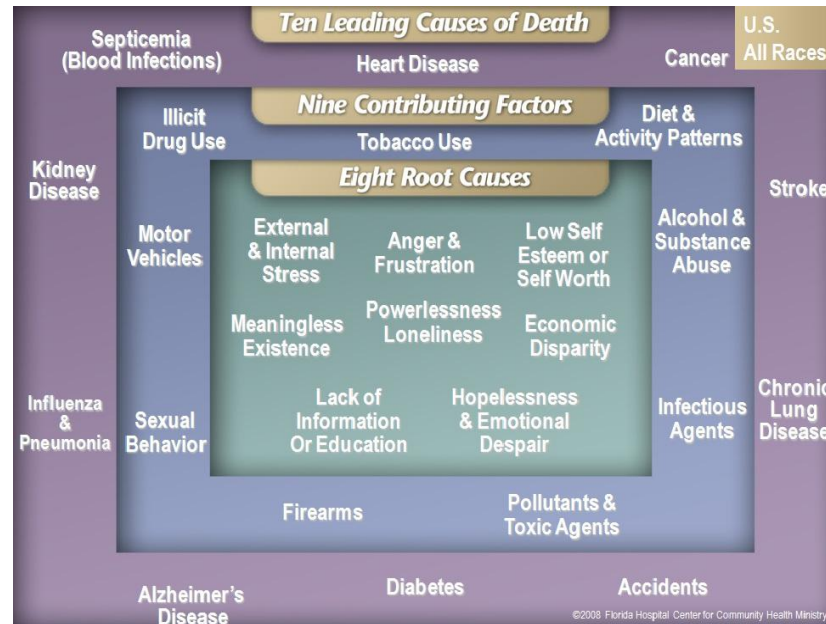 Ten Leading Causes of Death
U.S.
All Races
Septicemia
(Blood Infections)
Heart Disease
Cancer
Nine Contributing Factors
Illicit
Drug Use
Tobacco Use
Diet &
Activity Patterns
Kidney
Disease
Eight Root Causes
Stroke
Motor
Vehicles
External
& Internal
Stress
Anger &
Frustration
Low Self
Esteem or
Self Worth
Alcohol &
Substance
Abuse
Meaningless
Existence
Powerlessness
Loneliness
Economic
Disparity
Influenza
&
Pneumonia
Sexual
Behavior
Lack of
Information
Or Education
Hopelessness
& Emotional
Despair
Infectious
Agents
Chronic
Lung
Disease
Firearms
Pollutants &
Toxic Agents
Alzheimer's
Disease
Diabetes
Accidents
©2008 Florida Hospital Center for Community Health Ministry